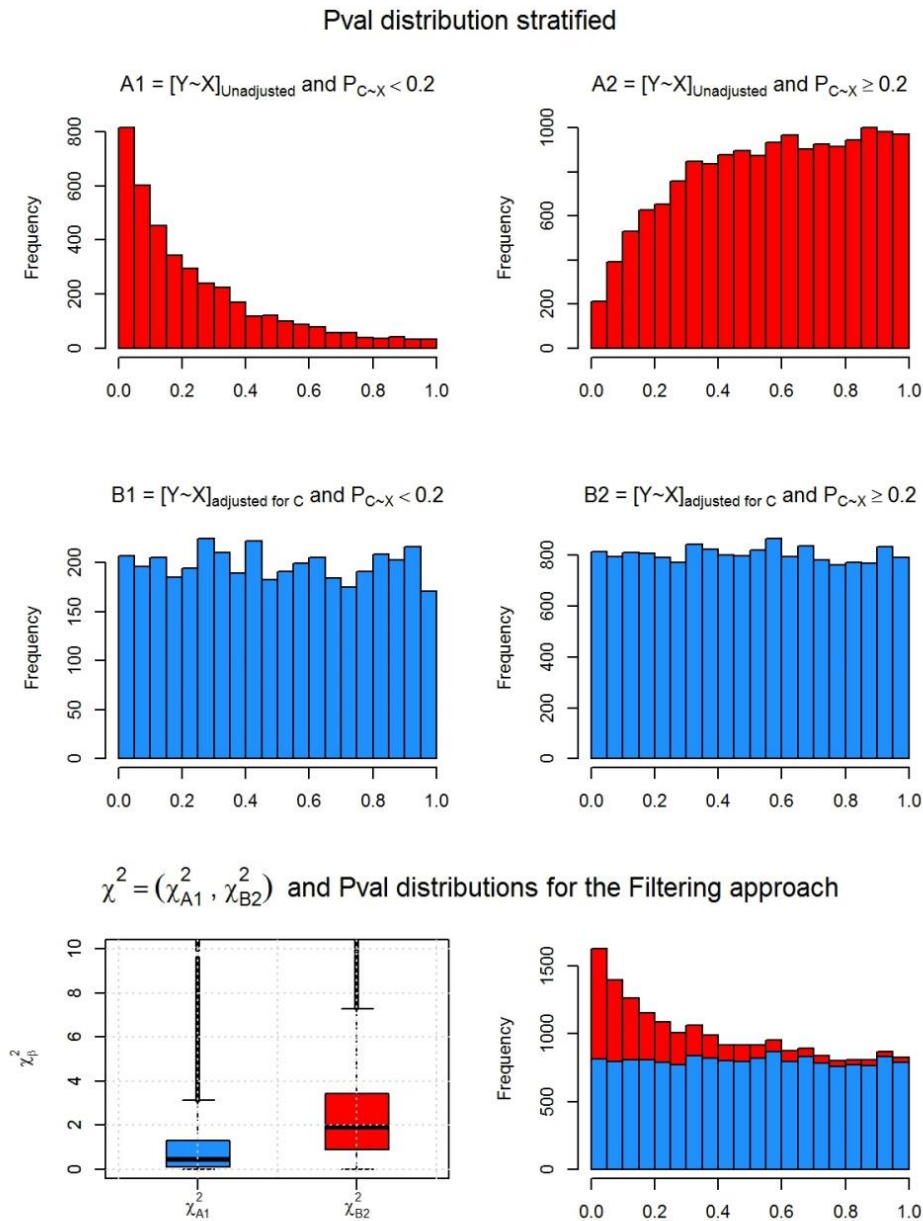 Pval distribution stratified
A1 = [Y~X]Unadjusted and PC~X < 0.2
A2 = [Y~X]Unadjusted and PC~X ≥ 0.2
Frequency
0 200 400 600 800
0.0 0.2 0.4 0.6 0.8 1.0
Frequency
0 200 600 1000
0.0 0.2 0.4 0.6 0.8 1.0
B1 = [Y~X]adjusted for C and PC~X < 0.2
B2 = [Y~X]adjusted for C and PC~X ≥ 0.2
Frequency
0 50 100 150 200
0.0 0.2 0.4 0.6 0.8 1.0
Frequency
0 200 400 600 800
0.0 0.2 0.4 0.6 0.8 1.0
χ² = (χ²A1 , χ²B2) and Pval distributions for the Filtering approach
χ²β
0 2 4 6 8 10
χ²A1 χ²B2
Frequency
0 500 1000 1500
0.0 0.2 0.4 0.6 0.8 1.0